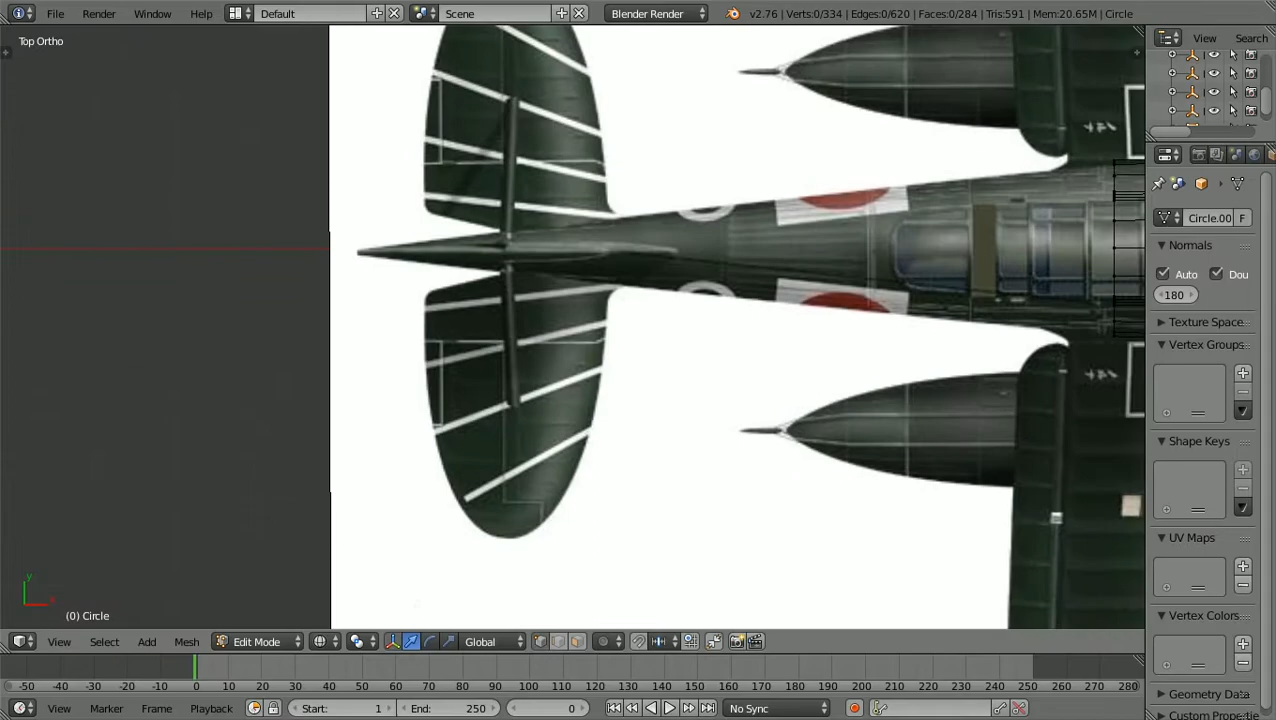 File Render Window Help Default Scene Blender Render v2.76 | Verts:0/334 | Edges:0/620 | Faces:0/284 | Tris:591 | Mem:20.65M | Circle
Top Ortho
View Search
Circle.00 F
Normals
Auto Dou
180
Texture Space
Vertex Groups
Shape Keys
UV Maps
Vertex Colors
Geometry Data
Custom Properties
y
x
(0) Circle
View Select Add Mesh Edit Mode Global
-50 -40 -30 -20 -10 0 10 20 30 40 50 60 70 80 90 100 110 120 130 140 150 160 170 180 190 200 210 220 230 240 250 260 270 280
View Marker Frame Playback Start: 1 End: 250 0 No Sync